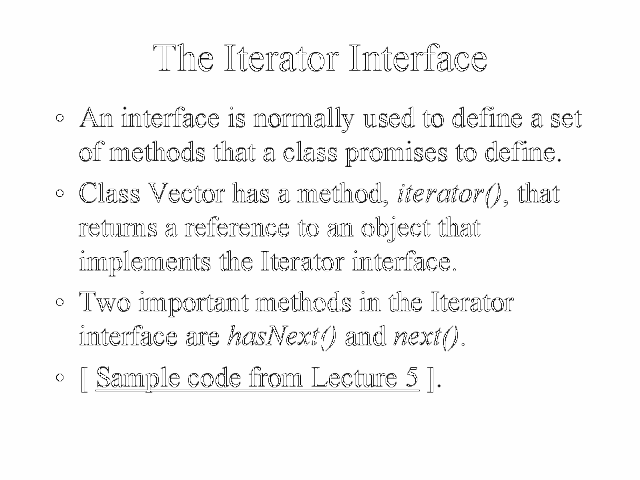 The Iterator Interface
• An interface is normally used to define a set
of methods that a class promises to define.
• Class Vector has a method, iterator(), that
returns a reference to an object that
implements the Iterator interface.
• Two important methods in the Iterator
interface are hasNext() and next().
• [ Sample code from Lecture 5 ].